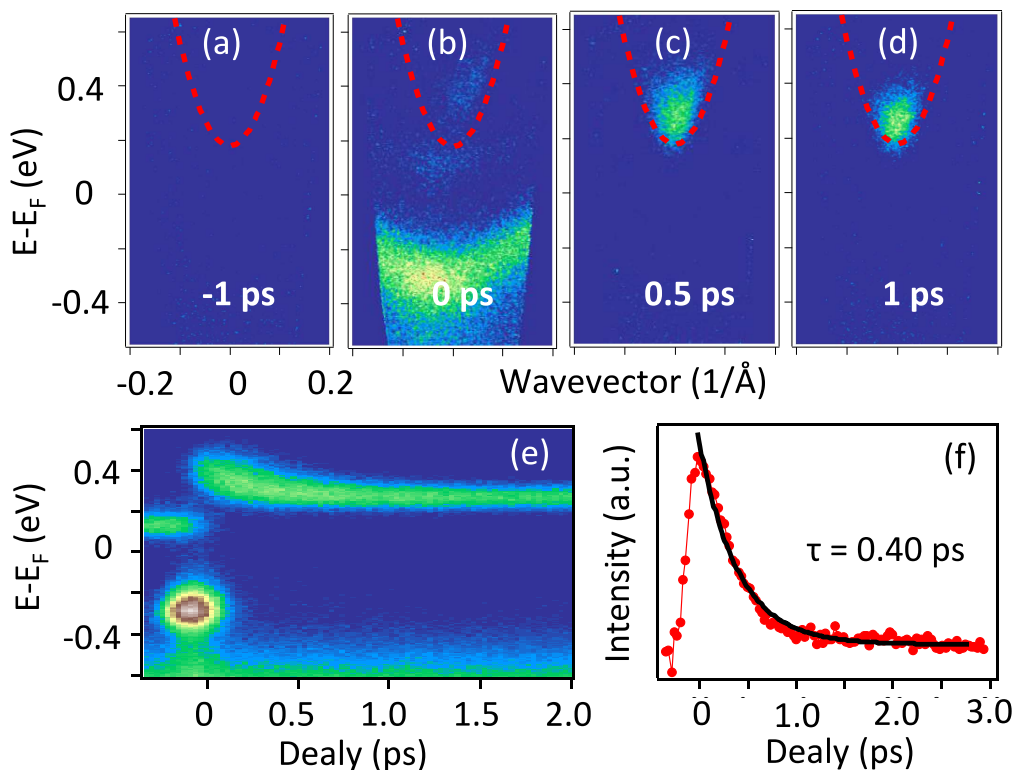 (a) (b) (c) (d)
0.4
0
-0.4
E-E_F (eV)
-1 ps 0 ps 0.5 ps 1 ps
-0.2 0 0.2 Wavevector (1/Å)
(e)
0.4
0
-0.4
E-E_F (eV)
0 0.5 1.0 1.5 2.0
Dealy (ps)
(f)
τ = 0.40 ps
Intensity (a.u.)
0 1.0 2.0 3.0
Dealy (ps)